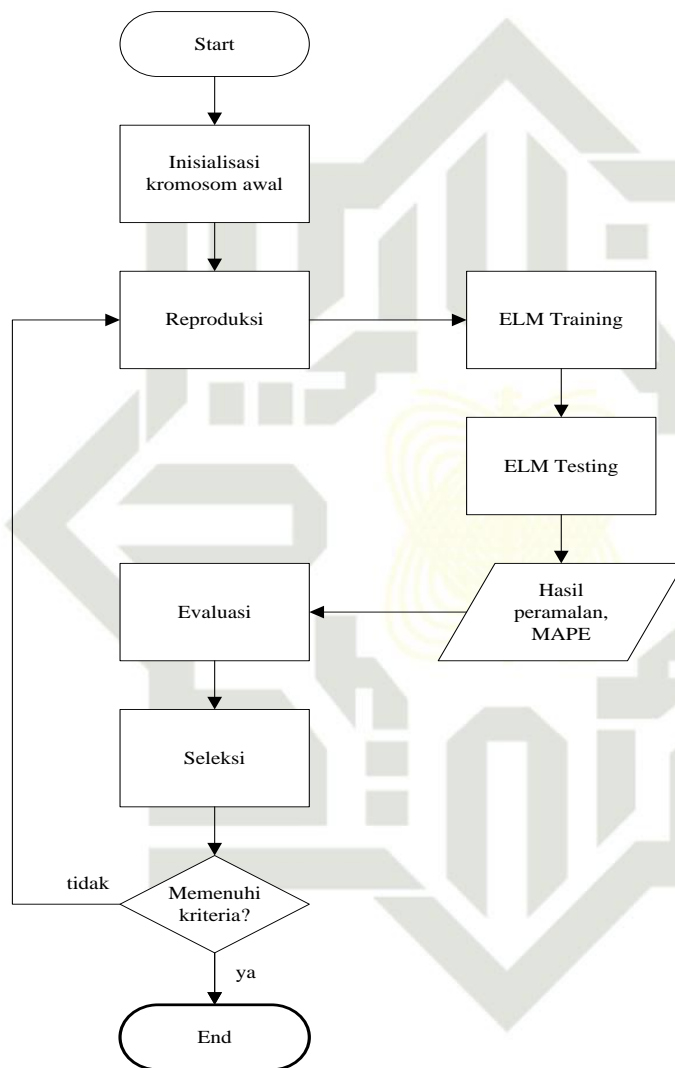 Start
Inisialisasi
kromosom awal
Reproduksi
ELM Training
ELM Testing
Hasil
peramalan,
MAPE
Evaluasi
Seleksi
Memenuhi
kriteria?
tidak
ya
End